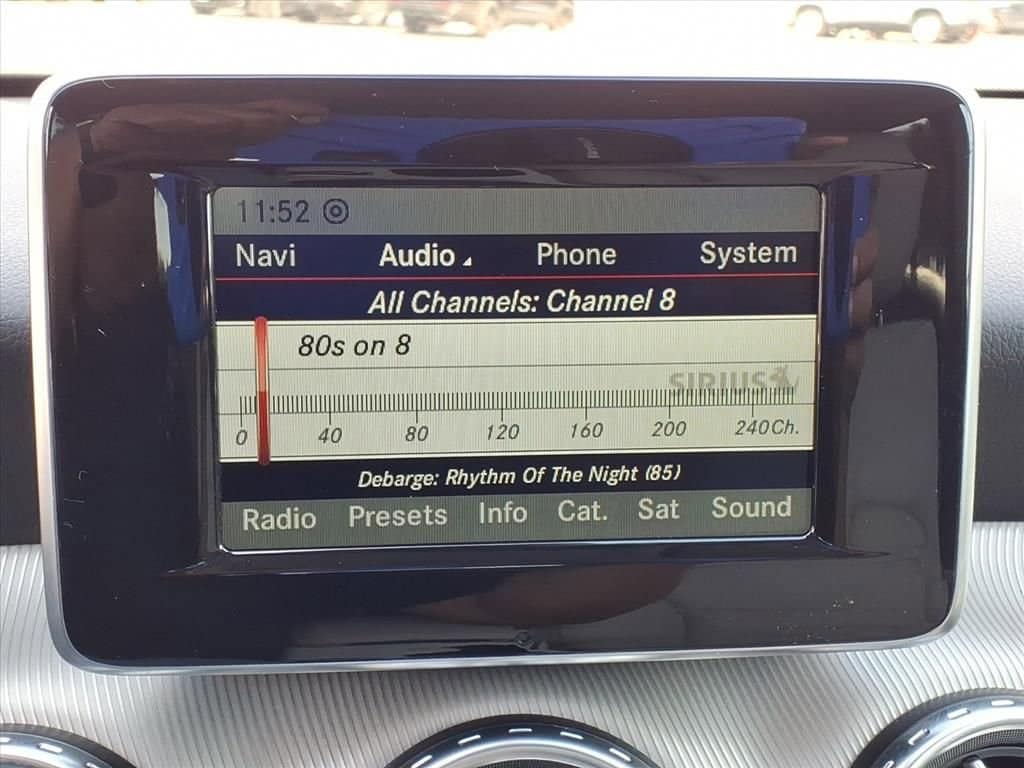 11:52
Navi Audio Phone System
All Channels: Channel 8
80s on 8
SIRIUS
0 40 80 120 160 200 240Ch.
Debarge: Rhythm Of The Night (85)
Radio Presets Info Cat. Sat Sound